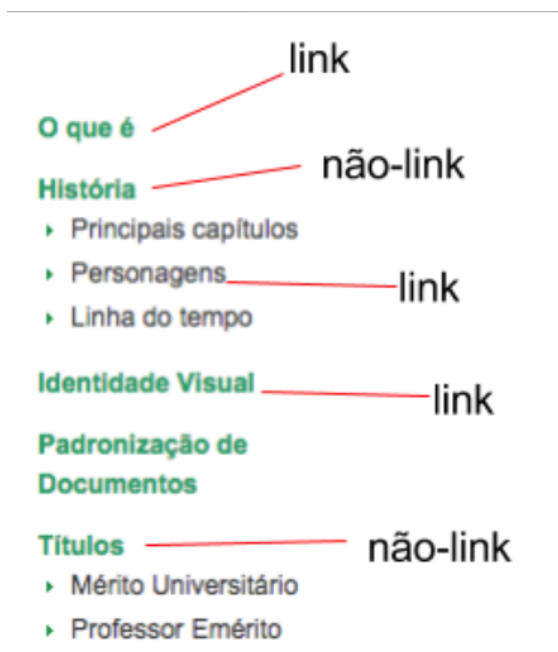 link
O que é
não-link
História
Principais capítulos
Personagens
link
Linha do tempo
Identidade Visual
link
Padronização de
Documentos
Títulos
não-link
Mérito Universitário
Professor Emérito